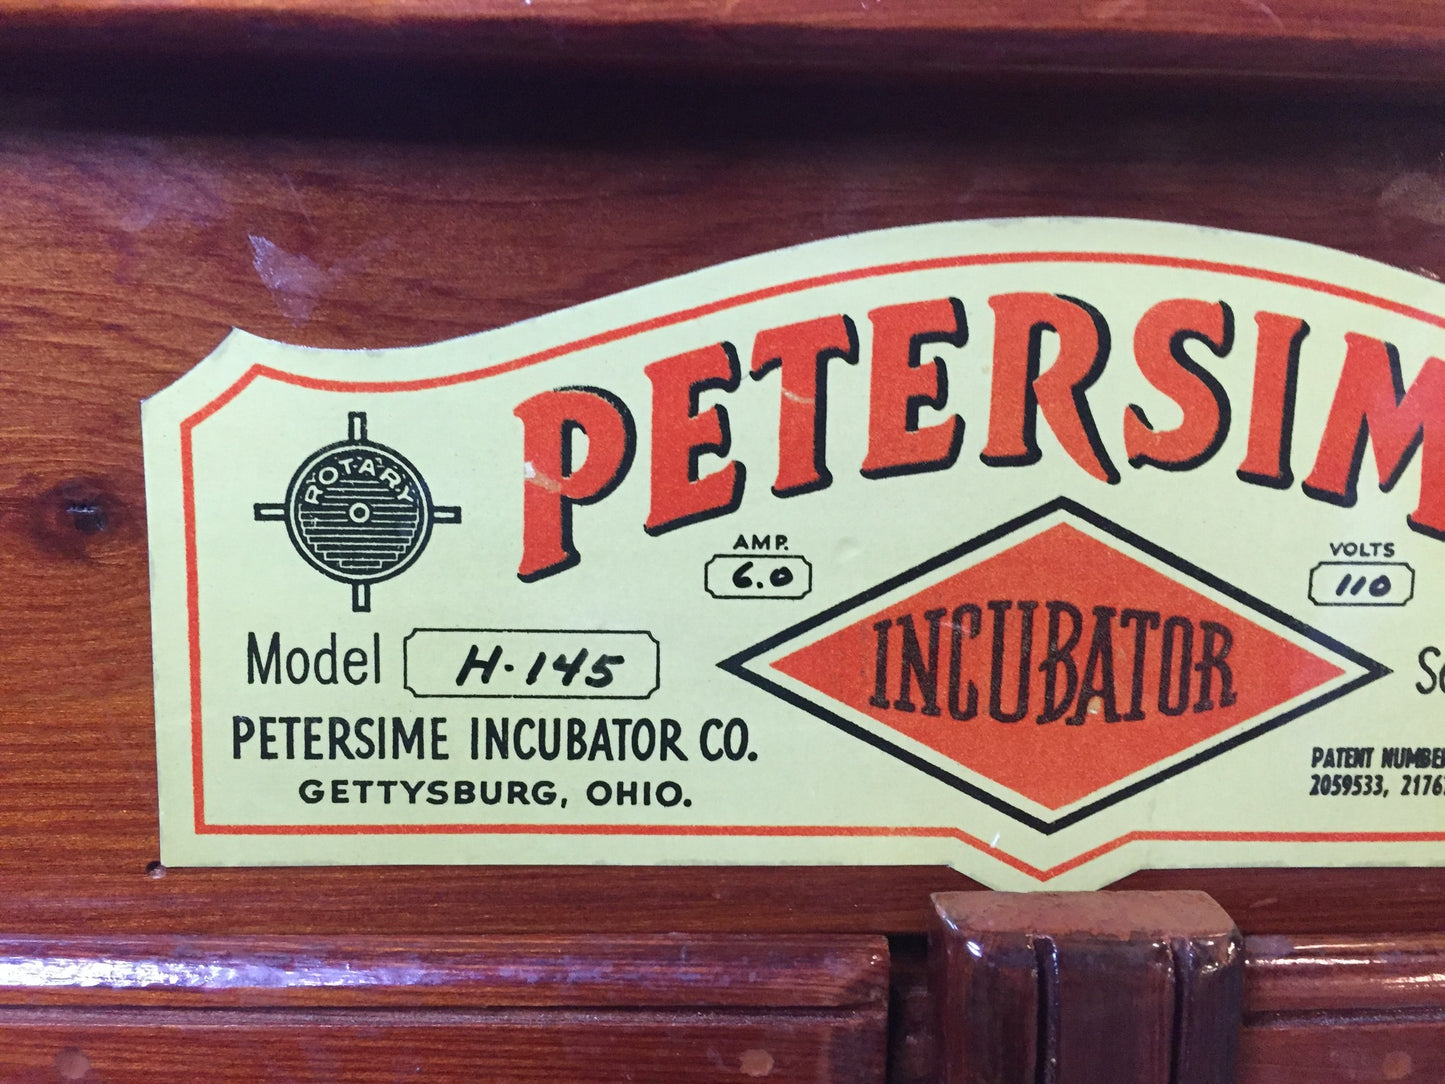 PETERSIM
ROTARY
AMP.
6.0
VOLTS
110
INCUBATOR
Model H-145
PETERSIME INCUBATOR CO.
GETTYSBURG, OHIO.
PATENT NUMBE
2059533, 2176